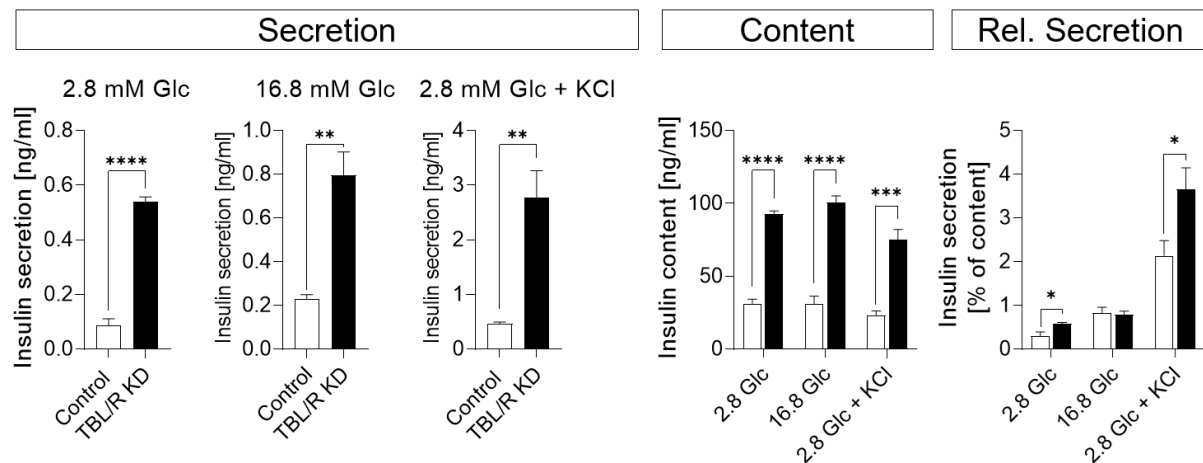 Secretion
Content
Rel. Secretion
2.8 mM Glc
16.8 mM Glc
2.8 mM Glc + KCl
Insulin secretion [ng/ml]
0.8
0.6
0.4
0.2
0.0
****
Control
TBL/R KD
Insulin secretion [ng/ml]
1.0
0.8
0.6
0.4
0.2
0.0
**
Control
TBL/R KD
Insulin secretion [ng/ml]
4
3
2
1
0
**
Control
TBL/R KD
Insulin content [ng/ml]
150
100
50
0
****
****
***
2.8 Glc
16.8 Glc
2.8 Glc + KCl
Insulin secretion
[% of content]
5
4
3
2
1
0
*
*
2.8 Glc
16.8 Glc
2.8 Glc + KCl